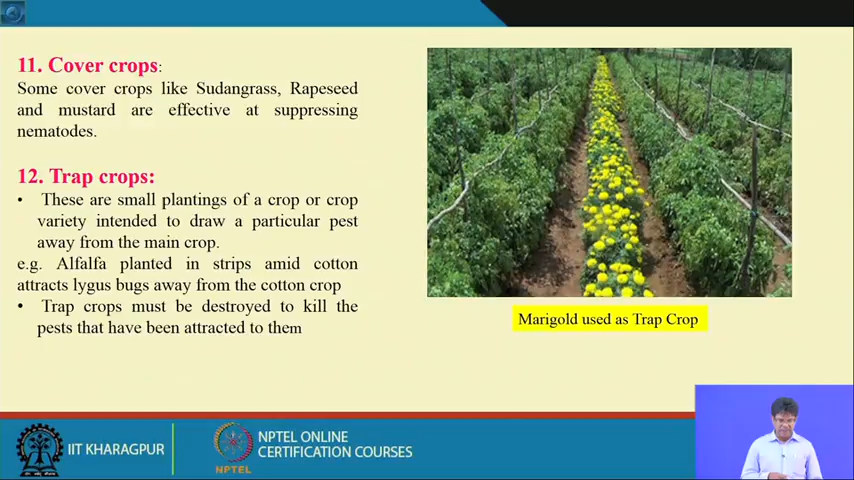 11. Cover crops:
Some cover crops like Sudangrass, Rapeseed
and mustard are effective at suppressing
nematodes.
12. Trap crops:
• These are small plantings of a crop or crop
variety intended to draw a particular pest
away from the main crop.
e.g. Alfalfa planted in strips amid cotton
attracts lygus bugs away from the cotton crop
• Trap crops must be destroyed to kill the
pests that have been attracted to them
Marigold used as Trap Crop
IIT KHARAGPUR
NPTEL
NPTEL ONLINE
CERTIFICATION COURSES